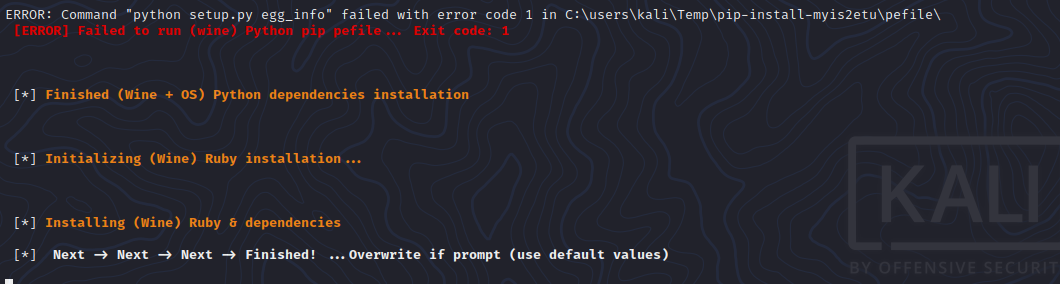 ERROR: Command "python setup.py egg_info" failed with error code 1 in C:\users\kali\Temp\pip-install-myis2etu\pefile\
[ERROR] Failed to run (wine) Python pip pefile... Exit code: 1
[*] Finished (Wine + OS) Python dependencies installation
[*] Initializing (Wine) Ruby installation...
[*] Installing (Wine) Ruby & dependencies
[*] Next → Next → Next → Finished! ...Overwrite if prompt (use default values)
KALI
BY OFFENSIVE SECURIT